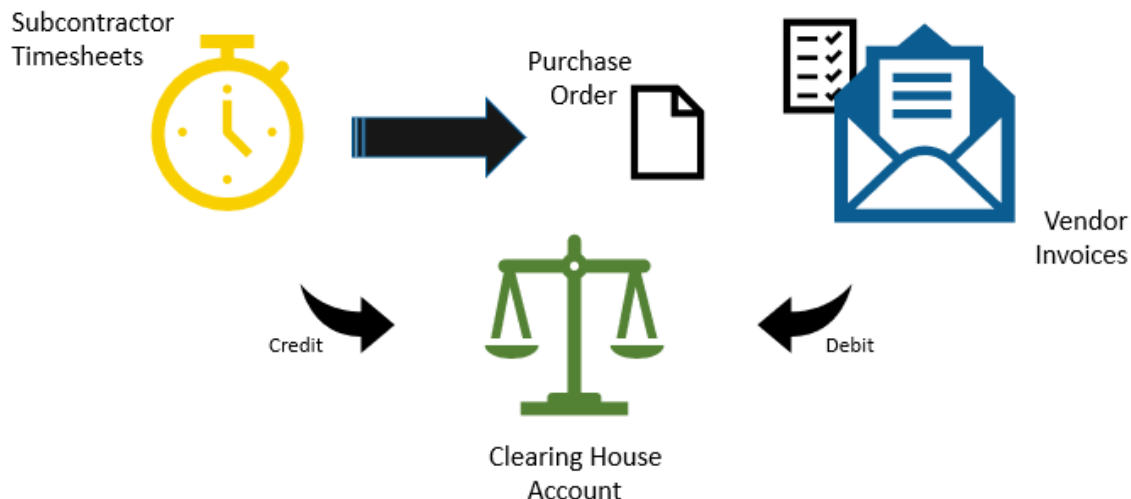 Subcontractor
Timesheets
Purchase
Order
Vendor
Invoices
Credit
Debit
Clearing House
Account